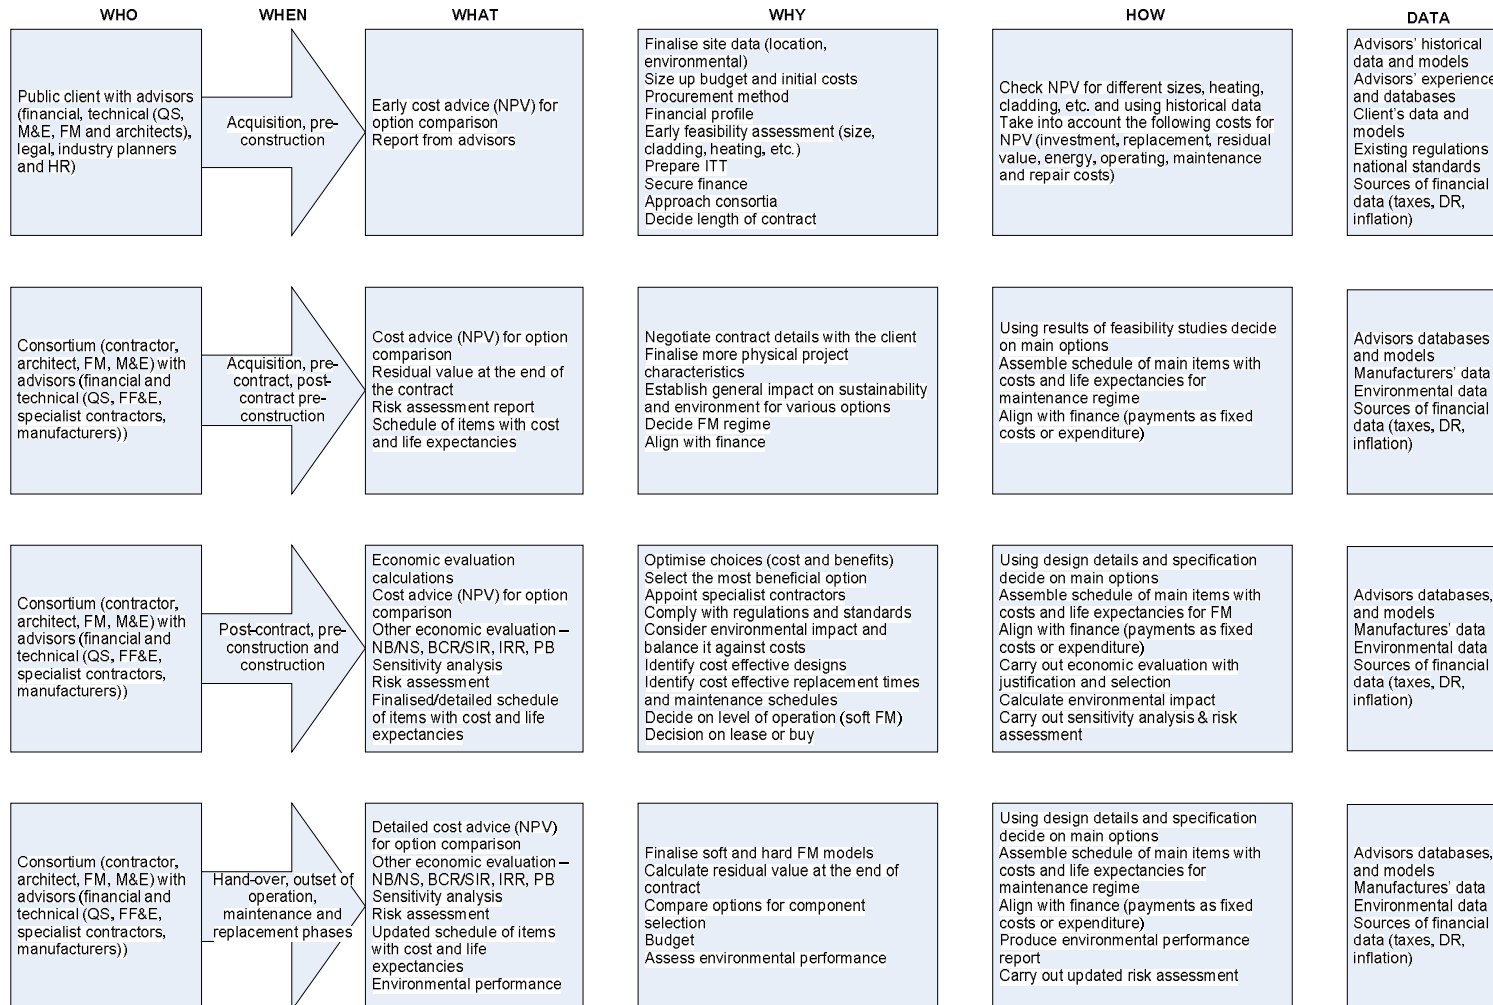 WHO
WHEN
WHAT
WHY
HOW
DATA
Public client with advisors
(financial, technical (QS,
M&E, FM and architects),
legal, industry planners
and HR)
Acquisition, pre-
construction
Early cost advice (NPV) for
option comparison
Report from advisors
Finalise site data (location,
environmental)
Size up budget and initial costs
Procurement method
Financial profile
Early feasibility assessment (size,
cladding, heating, etc.)
Prepare ITT
Secure finance
Approach consortia
Decide length of contract
Check NPV for different sizes, heating,
cladding, etc. and using historical data
Take into account the following costs for
NPV (investment, replacement, residual
value, energy, operating, maintenance
and repair costs)
Advisors' historical
data and models
Advisors' experience
and databases
Client's data and
models
Existing regulations
national standards
Sources of financial
data (taxes, DR,
inflation)
Consortium (contractor,
architect, FM, M&E) with
advisors (financial and
technical (QS, FF&E,
specialist contractors,
manufacturers))
Acquisition, pre-
contract, post-
contract pre-
construction
Cost advice (NPV) for option
comparison
Residual value at the end of
the contract
Risk assessment report
Schedule of items with cost
and life expectancies
Negotiate contract details with the client
Finalise more physical project
characteristics
Establish general impact on sustainability
and environment for various options
Decide FM regime
Align with finance
Using results of feasibility studies decide
on main options
Assemble schedule of main items with
costs and life expectancies for
maintenance regime
Align with finance (payments as fixed
costs or expenditure)
Advisors databases
and models
Manufacturers' data
Environmental data
Sources of financial
data (taxes, DR,
inflation)
Consortium (contractor,
architect, FM, M&E) with
advisors (financial and
technical (QS, FF&E,
specialist contractors,
manufacturers))
Post-contract, pre-
construction and
construction
Economic evaluation
calculations
Cost advice (NPV) for option
comparison
Other economic evaluation –
NB/NS, BCR/SIR, IRR, PB
Sensitivity analysis
Risk assessment
Finalised/detailed schedule
of items with cost and life
expectancies
Optimise choices (cost and benefits)
Select the most beneficial option
Appoint specialist contractors
Comply with regulations and standards
Consider environmental impact and
balance it against costs
Identify cost effective designs
Identify cost effective replacement times
and maintenance schedules
Decide on level of operation (soft FM)
Decision on lease or buy
Using design details and specification
decide on main options
Assemble schedule of main items with
costs and life expectancies for FM
Align with finance (payments as fixed
costs or expenditure)
Carry out economic evaluation with
justification and selection
Calculate environmental impact
Carry out sensitivity analysis & risk
assessment
Advisors databases,
and models
Manufactures' data
Environmental data
Sources of financial
data (taxes, DR,
inflation)
Consortium (contractor,
architect, FM, M&E) with
advisors (financial and
technical (QS, FF&E,
specialist contractors,
manufacturers))
Hand-over, outset of
operation,
maintenance and
replacement phases
Detailed cost advice (NPV)
for option comparison
Other economic evaluation –
NB/NS, BCR/SIR, IRR, PB
Sensitivity analysis
Risk assessment
Updated schedule of items
with cost and life
expectancies
Environmental performance
Finalise soft and hard FM models
Calculate residual value at the end of
contract
Compare options for component
selection
Budget
Assess environmental performance
Using design details and specification
decide on main options
Assemble schedule of main items with
costs and life expectancies for
maintenance regime
Align with finance (payments as fixed
costs or expenditure)
Produce environmental performance
report
Carry out updated risk assessment
Advisors databases,
and models
Manufactures' data
Environmental data
Sources of financial
data (taxes, DR,
inflation)